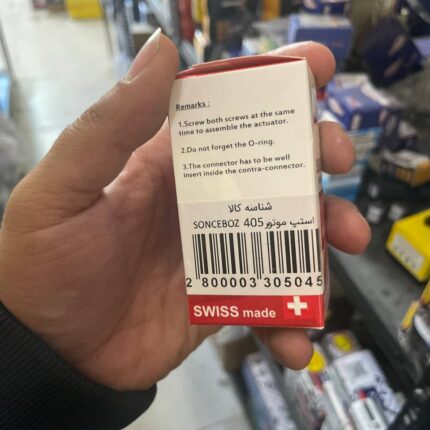 Remarks :
1.Screw both screws at the same
time to assemble the actuator.
2.Do not forget the O-ring.
3.The connector has to be well
insert inside the contra-connector.
شناسه کالا
استپ موتور 405 SONCEBOZ
2 800003 305045
SWISS made